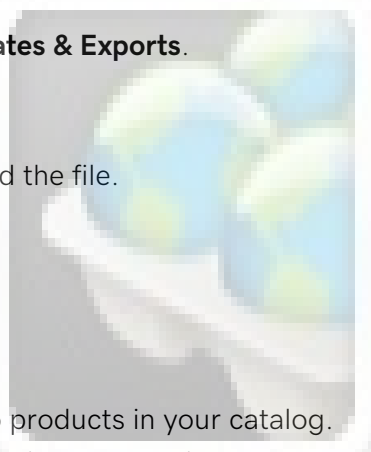 ates & Exports.
d the file.
products in your catalog.